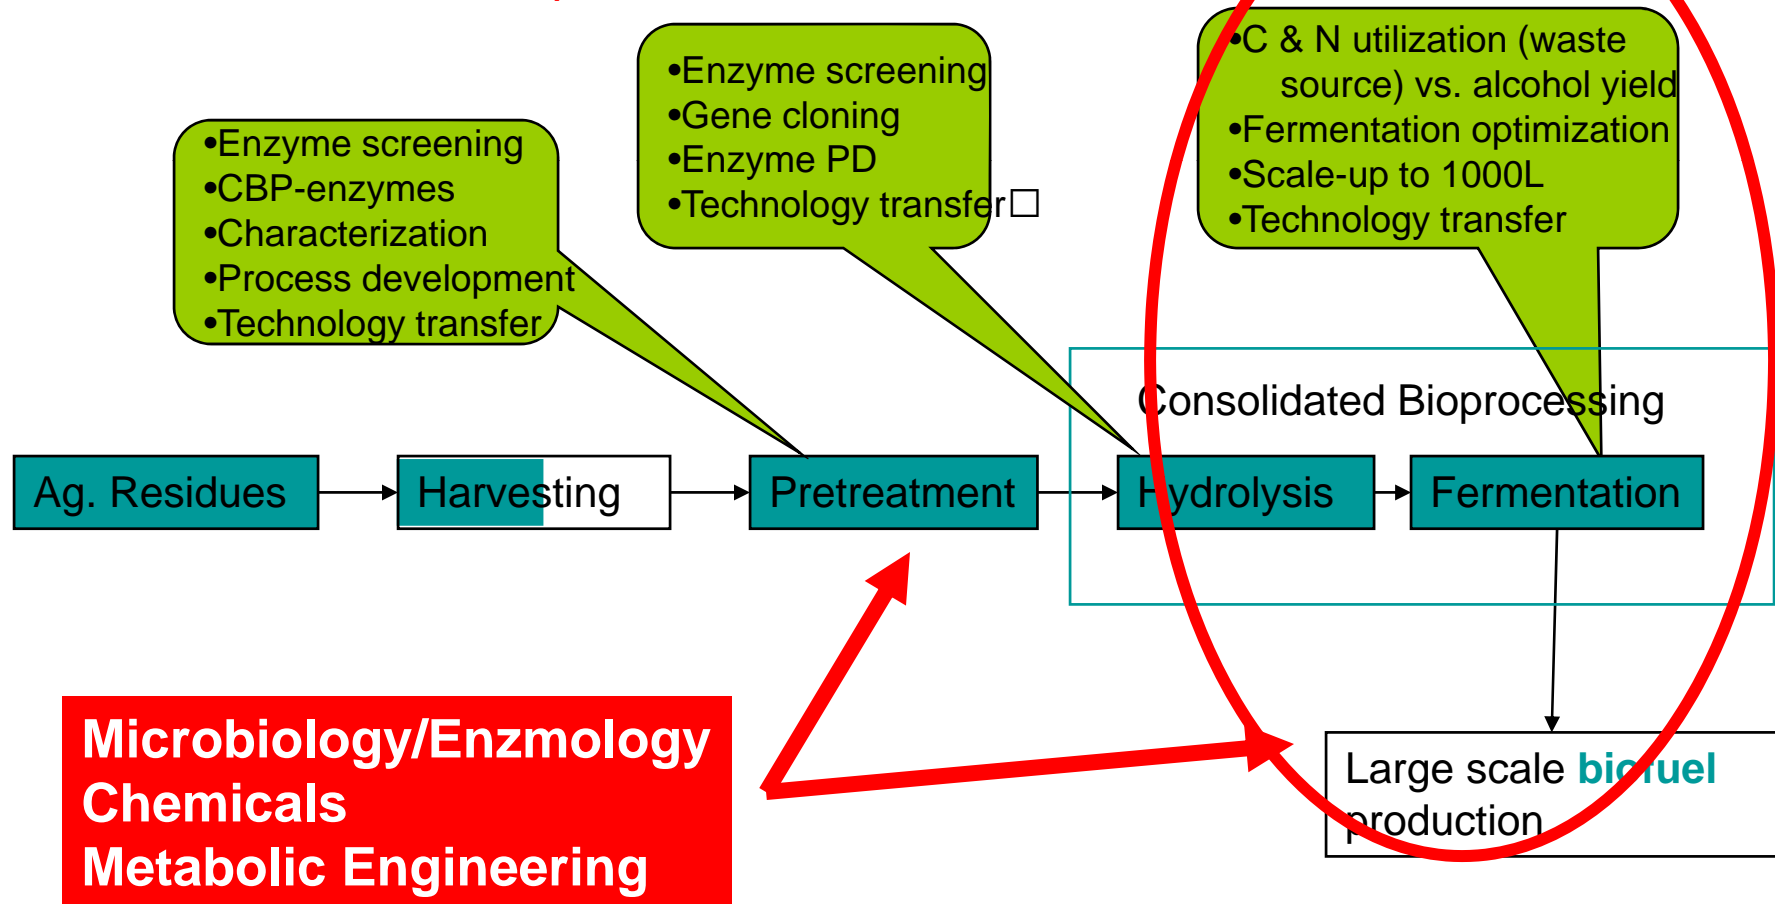 •Enzyme screening
•CBP-enzymes
•Characterization
•Process development
•Technology transfer
•Enzyme screening
•Gene cloning
•Enzyme PD
•Technology transfer□
•C & N utilization (waste
source) vs. alcohol yield
•Fermentation optimization
•Scale-up to 1000L
•Technology transfer
Consolidated Bioprocessing
Ag. Residues
Harvesting
Pretreatment
Hydrolysis
Fermentation
Microbiology/Enzmology
Chemicals
Metabolic Engineering
Large scale biofuel
production